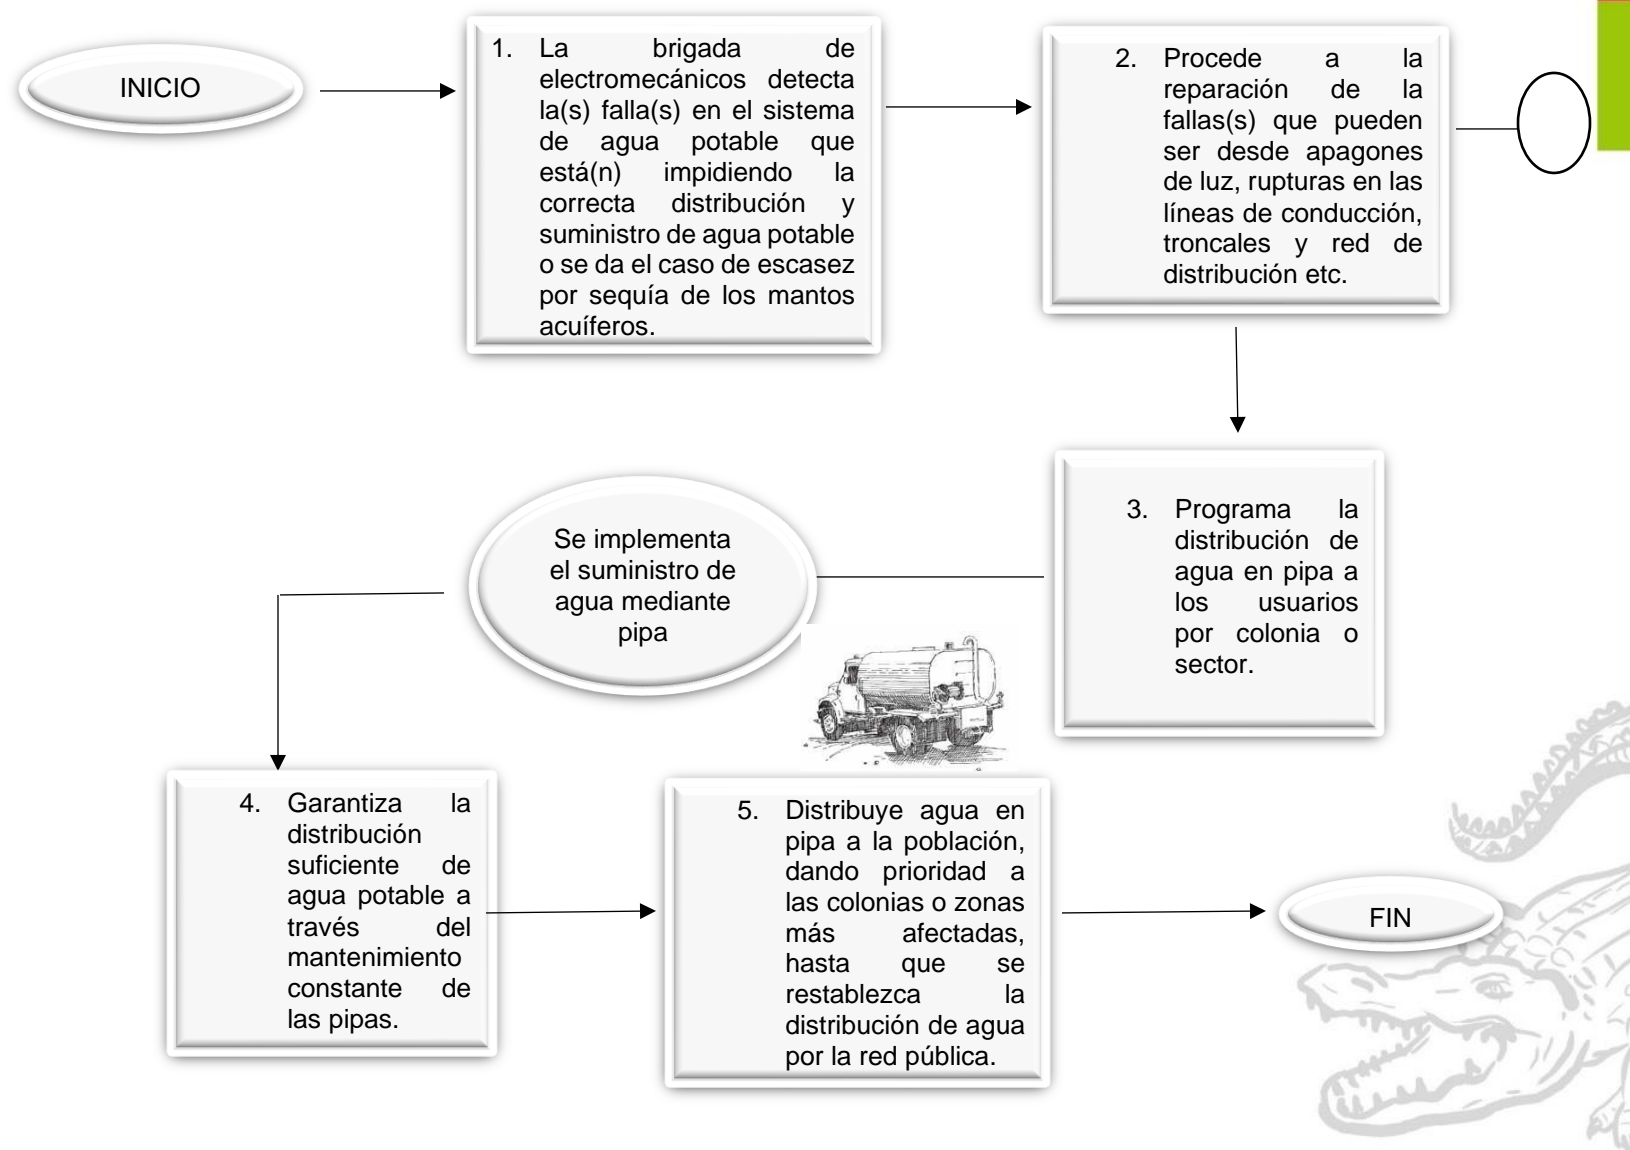 INICIO
1. La brigada de
electromecánicos detecta
la(s) falla(s) en el sistema
de agua potable que
está(n) impidiendo la
correcta distribución y
suministro de agua potable
o se da el caso de escasez
por sequía de los mantos
acuíferos.
2. Procede a la
reparación de la
fallas(s) que pueden
ser desde apagones
de luz, rupturas en las
líneas de conducción,
troncales y red de
distribución etc.
3. Programa la
distribución de
agua en pipa a
los usuarios
por colonia o
sector.
Se implementa
el suministro de
agua mediante
pipa
4. Garantiza la
distribución
suficiente de
agua potable a
través del
mantenimiento
constante de
las pipas.
5. Distribuye agua en
pipa a la población,
dando prioridad a
las colonias o zonas
más afectadas,
hasta que se
restablezca la
distribución de agua
por la red pública.
FIN